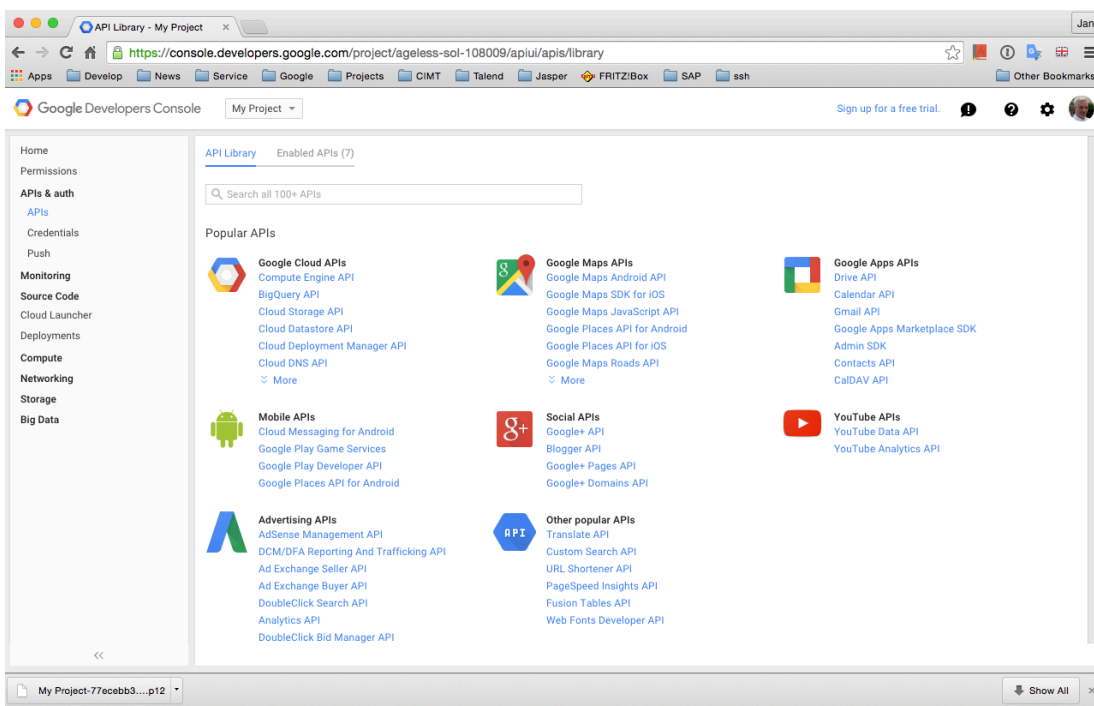 API Library - My Project ×
Jan
https://console.developers.google.com/project/ageless-sol-108009/apiui/apis/library
Apps Develop News Service Google Projects CIMT Talend Jasper FRITZ!Box SAP ssh Other Bookmarks
Google Developers Console My Project Sign up for a free trial.
Home
Permissions
APIs & auth
APIs
Credentials
Push
Monitoring
Source Code
Cloud Launcher
Deployments
Compute
Networking
Storage
Big Data
API Library Enabled APIs (7)
Search all 100+ APIs
Popular APIs
Google Cloud APIs
Compute Engine API
BigQuery API
Cloud Storage API
Cloud Datastore API
Cloud Deployment Manager API
Cloud DNS API
More
8
Google Maps APIs
Google Maps Android API
Google Maps SDK for iOS
Google Maps JavaScript API
Google Places API for Android
Google Places API for iOS
Google Maps Roads API
More
Google Apps APIs
Drive API
Calendar API
Gmail API
Google Apps Marketplace SDK
Admin SDK
Contacts API
CalDAV API
Mobile APIs
Cloud Messaging for Android
Google Play Game Services
Google Play Developer API
Google Places API for Android
g+
Social APIs
Google+ API
Blogger API
Google+ Pages API
Google+ Domains API
YouTube APIs
YouTube Data API
YouTube Analytics API
Advertising APIs
AdSense Management API
DCM/DFA Reporting And Trafficking API
Ad Exchange Seller API
Ad Exchange Buyer API
DoubleClick Search API
Analytics API
DoubleClick Bid Manager API
API
Other popular APIs
Translate API
Custom Search API
URL Shortener API
PageSpeed Insights API
Fusion Tables API
Web Fonts Developer API
My Project-77ecebb3....p12 Show All